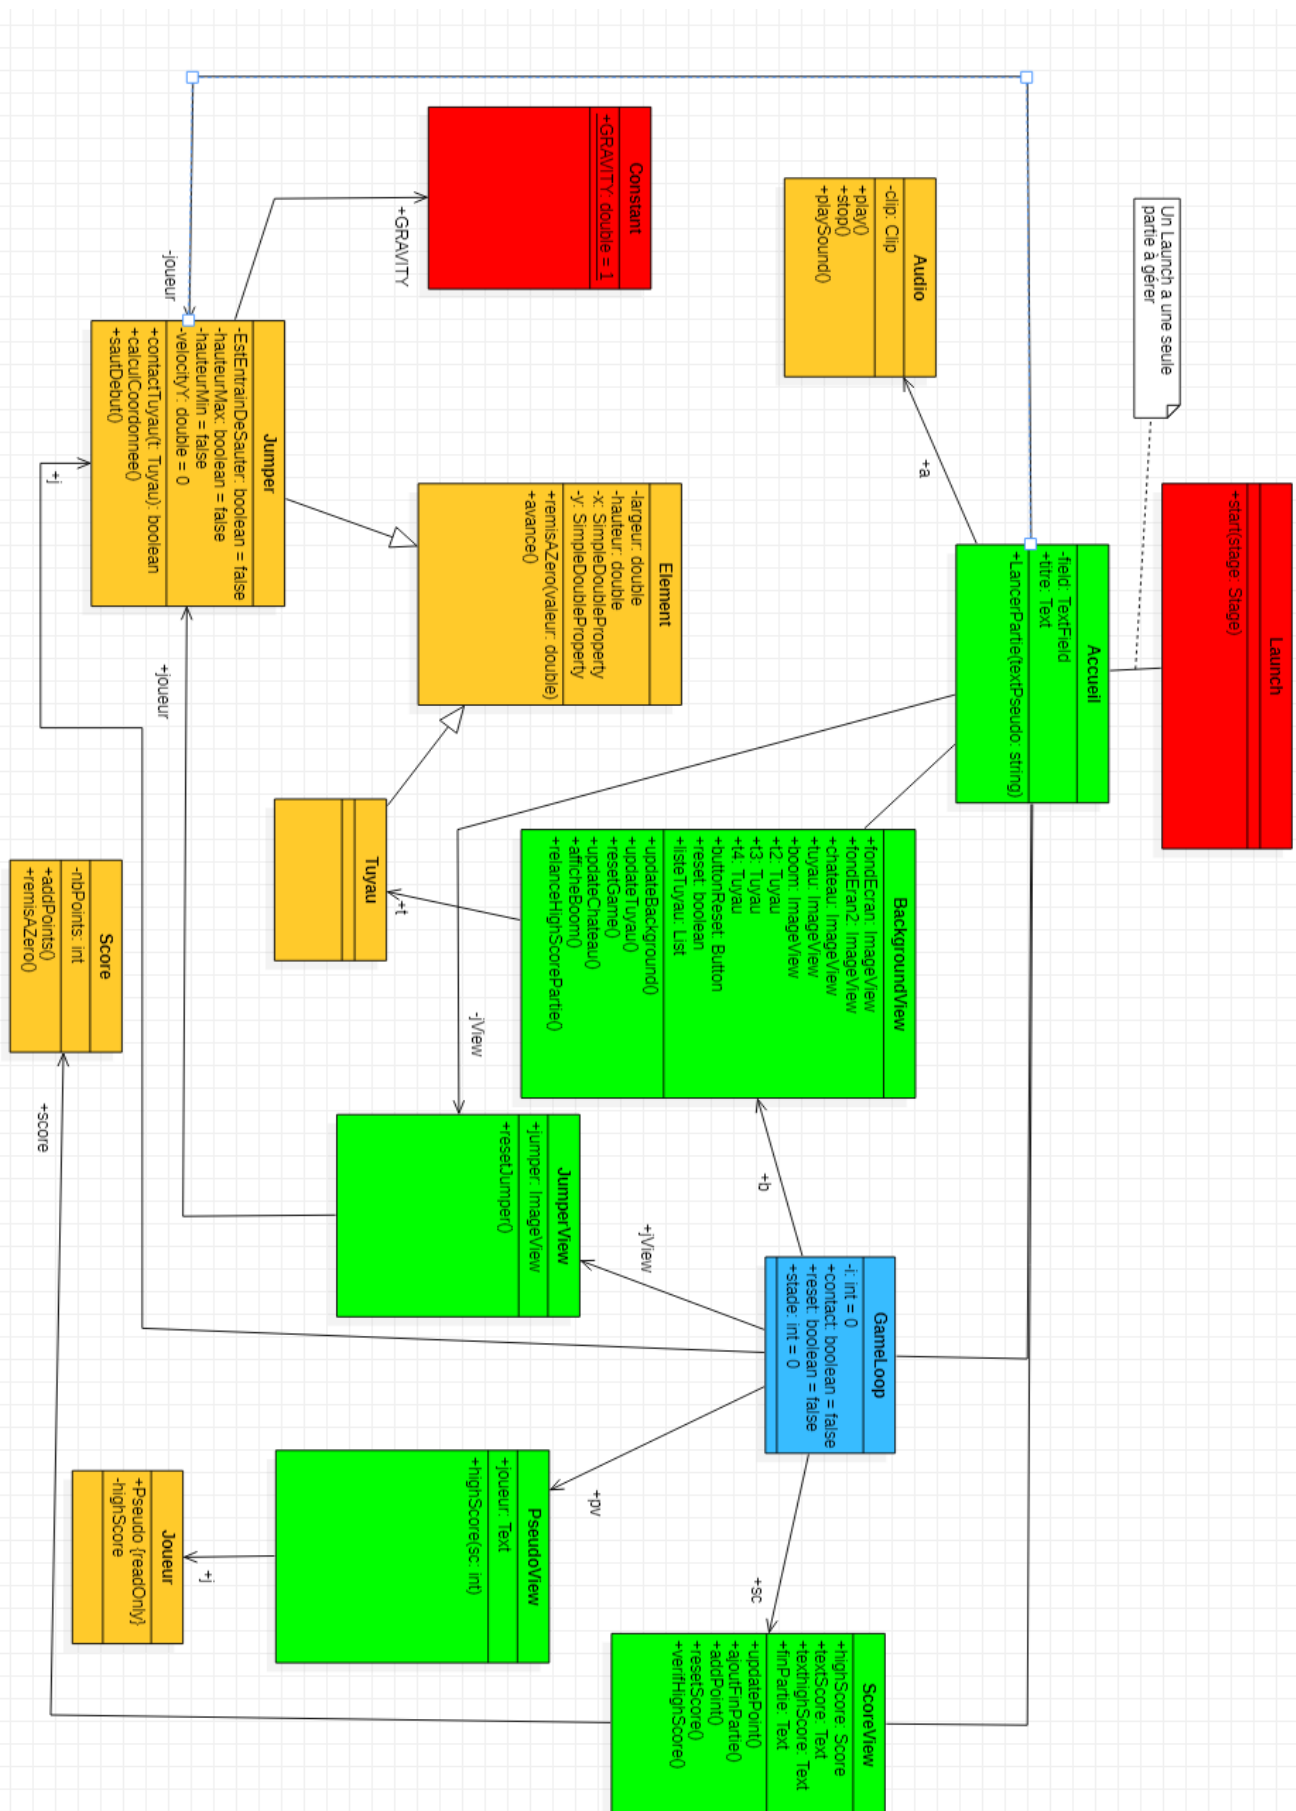 Launch
+start(stage: Stage)
Un Launch a une seule
partie à gérer
Accueil
-field: TextField
+titre: Text
+LancerPartie(textPseudo: string)
Audio
-clip: Clip
+play()
+stop()
+playSound()
+a
Constant
+GRAVITY: double = 1
+GRAVITY
Element
-largeur: double
-hauteur: double
-x: SimpleDoubleProperty
-y: SimpleDoubleProperty
+remisAZero(valeur: double)
+avance()
BackgroundView
+fondEcran: ImageView
+fondEran2: ImageView
+chateau: ImageView
+tuyau: ImageView
+boom: ImageView
+t2: Tuyau
+t3: Tuyau
+t4: Tuyau
+buttonReset: Button
+reset: boolean
+listeTuyau: List
+updateBackground()
+updateTuyau()
+resetGame()
+updateChateau()
+afficheBoom()
+relanceHighScorePartie()
GameLoop
-i: int = 0
+contact: boolean = false
+reset: boolean = false
+stade: int = 0
+b
+jView
+pv
+sc
ScoreView
+highScore: Score
+textScore: Text
+texthighScore: Text
+finPartie: Text
+updatePoint()
+ajoutFinPartie()
+addPoint()
+resetScore()
+verifHighScore()
JumperView
+jumper: ImageView
+resetJumper()
-jView
PseudoView
+joueur: Text
+highScore(sc: int)
Tuyau
+t
Jumper
-EstEntrainDeSauter: boolean = false
-hauteurMax: boolean = false
-hauteurMin = false
-velocityY: double = 0
+contactTuyau(t: Tuyau): boolean
+calculCoordonnee()
+sautDebut()
-joueur
+joueur
+j
Joueur
+Pseudo {readOnly}
-highScore
+j
Score
-nbPoints: int
+addPoints()
+remisAZero()
+score